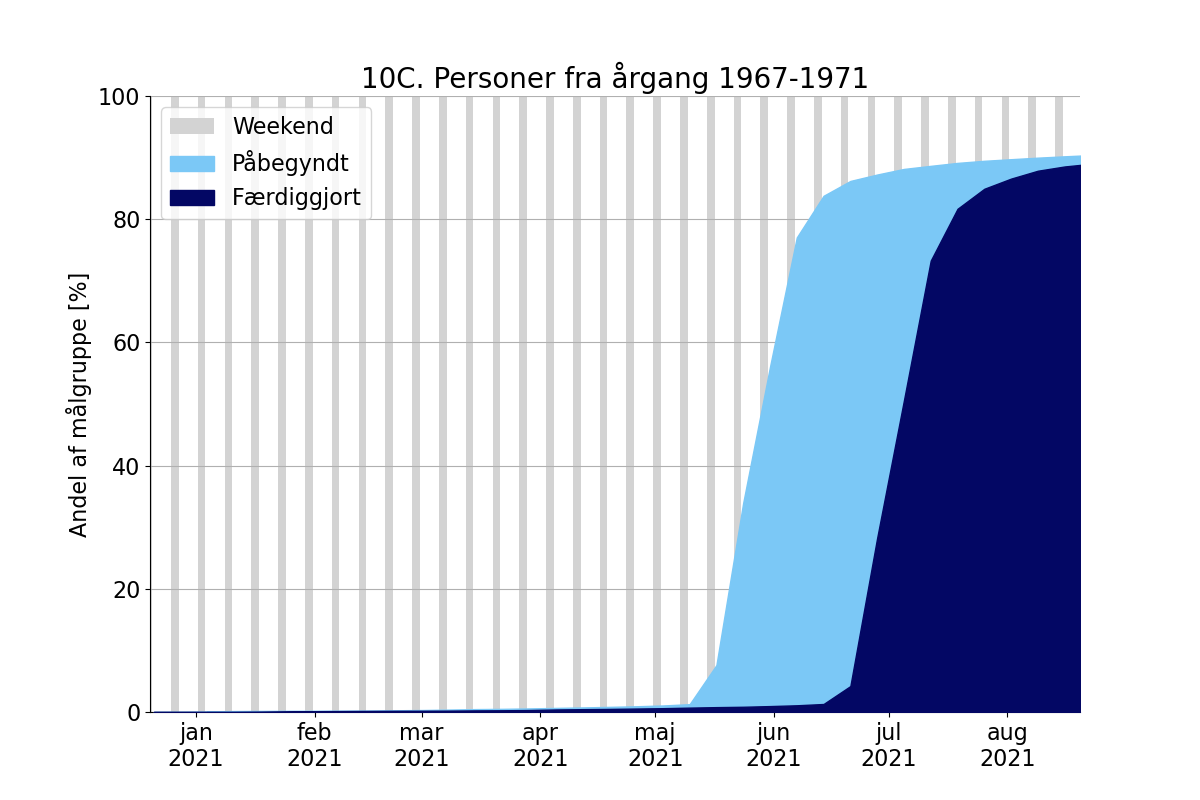 10C. Personer fra årgang 1967-1971
100
80
60
40
20
0
Andel af målgruppe [%]
Weekend
Påbegyndt
Færdiggjort
jan feb mar apr maj jun jul aug
2021 2021 2021 2021 2021 2021 2021 2021